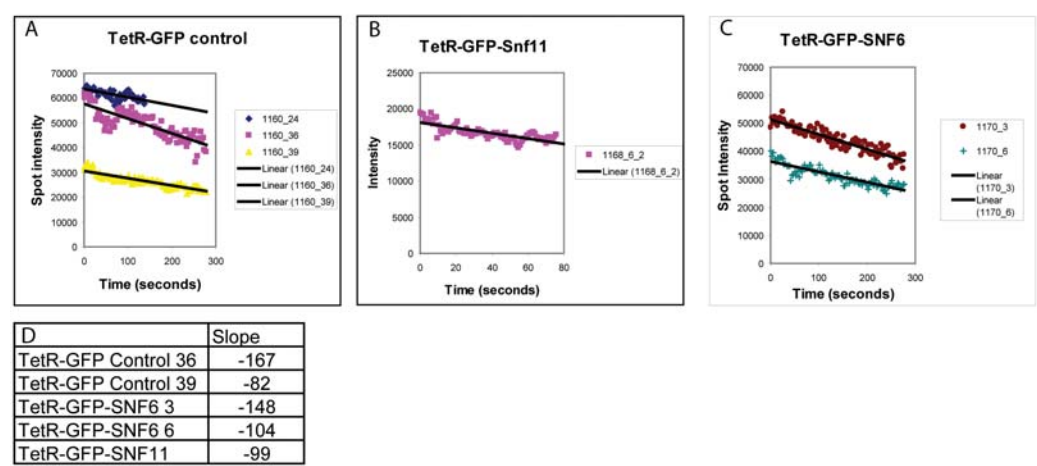 A
TetR-GFP control
70000
60000
50000
40000
30000
20000
10000
0
0 100 200 300
Spot intensity
Time (seconds)
1160_24
1160_36
1160_39
Linear (1160_24)
Linear (1160_36)
Linear (1160_39)
B
TetR-GFP-Snf11
25000
20000
15000
10000
5000
0
0 20 40 60 80
Intensity
Time (seconds)
1168_6_2
Linear (1168_6_2)
C
TetR-GFP-SNF6
70000
60000
50000
40000
30000
20000
10000
0
0 100 200 300
Spot Intensity
Time (seconds)
1170_3
1170_6
Linear
(1170_3)
Linear
(1170_6)
D Slope
TetR-GFP Control 36 -167
TetR-GFP Control 39 -82
TetR-GFP-SNF6 3 -148
TetR-GFP-SNF6 6 -104
TetR-GFP-SNF11 -99